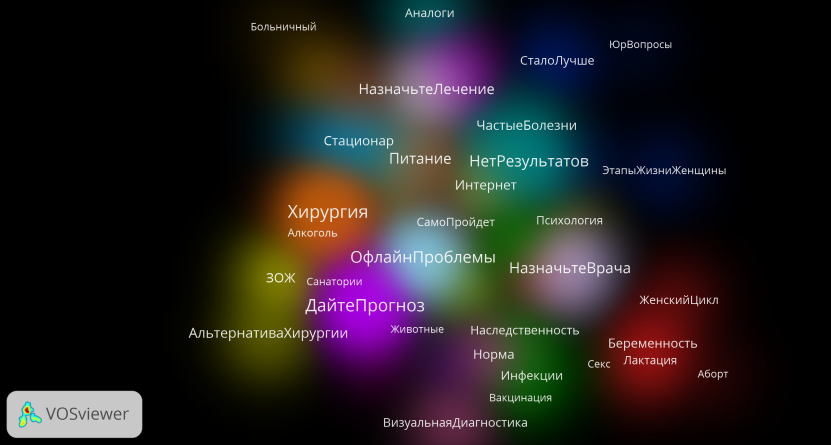 Аналоги
Больничный
ЮрВопросы
СталоЛучше
НазначьтеЛечение
ЧастыеБолезни
Стационар
Питание
НетРезультатов
ЭтапыЖизниЖенщины
Интернет
Хирургия
СамоПройдет
Психология
Алкоголь
ОфлайнПроблемы
НазначьтеВрача
ЗОЖ
Санатории
ЖенскийЦикл
ДайтеПрогноз
АльтернативаХирургии
Животные
Наследственность
Беременность
Норма
Секс
Лактация
Инфекции
Аборт
Вакцинация
VOSviewer
ВизуальнаяДиагностика